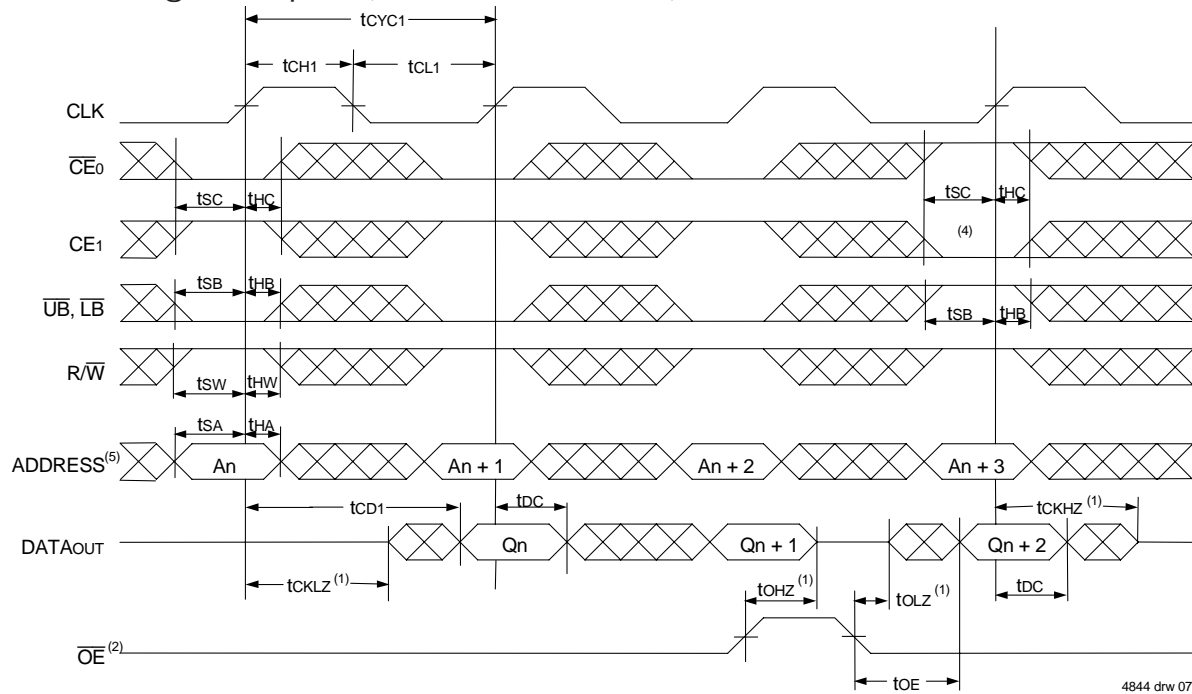 tCYC1
tCH1 tCL1
CLK
CE0
tSC tHC tSC tHC
CE1 (4)
tSB tHB
UB, LB tSB tHB
R/W
tSW tHW
tSA tHA
ADDRESS(5) An An + 1 An + 2 An + 3
tCD1 tDC tCKHZ (1)
DATAOUT Qn Qn + 1 Qn + 2
tCKLZ (1) tOHZ (1) tOLZ (1) tDC
OE (2)
tOE
4844 drw 07